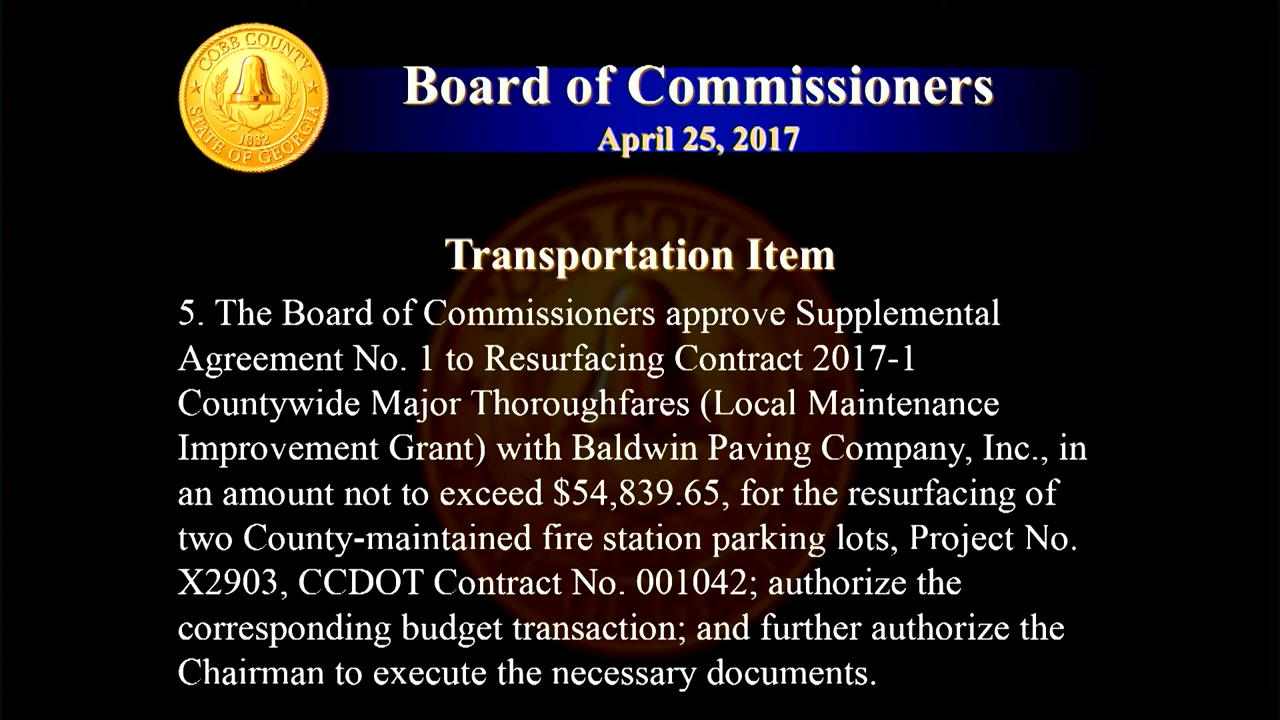 COBB COUNTY
1832
STATE OF GEORGIA
Board of Commissioners
April 25, 2017
Transportation Item
5. The Board of Commissioners approve Supplemental
Agreement No. 1 to Resurfacing Contract 2017-1
Countywide Major Thoroughfares (Local Maintenance
Improvement Grant) with Baldwin Paving Company, Inc., in
an amount not to exceed $54,839.65, for the resurfacing of
two County-maintained fire station parking lots, Project No.
X2903, CCDOT Contract No. 001042; authorize the
corresponding budget transaction; and further authorize the
Chairman to execute the necessary documents.